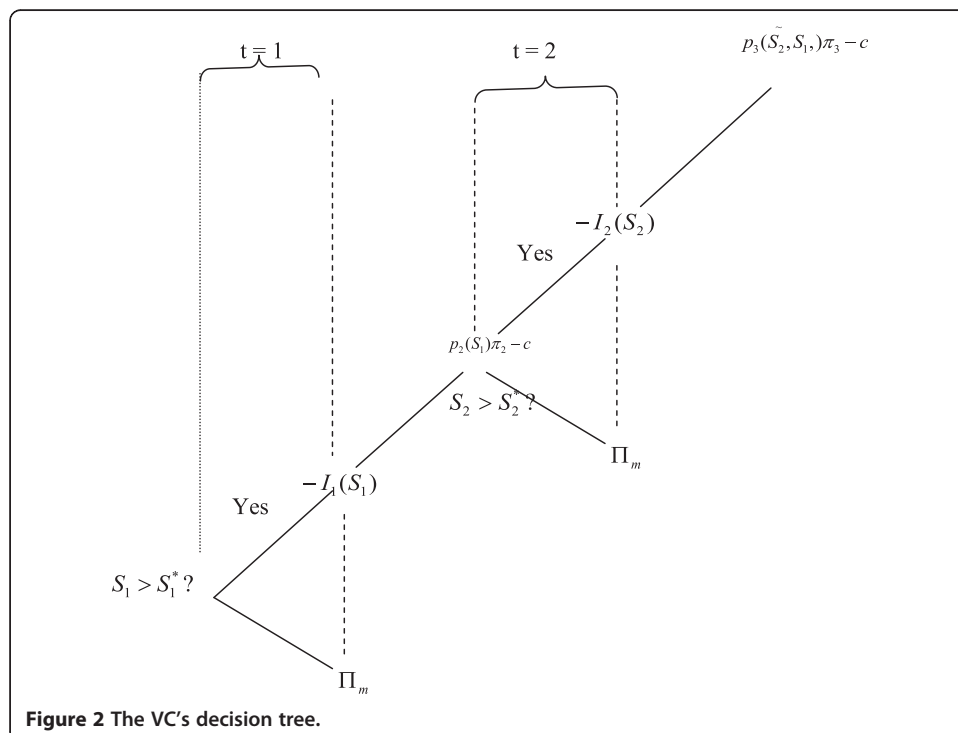 t = 1
t = 2
p₃(S̃₂,S₁,)π₃ − c
−I₂(S₂)
Yes
p₂(S₁)π₂ − c
S₂ > S₂* ?
Πₘ
−I₁(S₁)
Yes
S₁ > S₁* ?
Πₘ
Figure 2 The VC's decision tree.